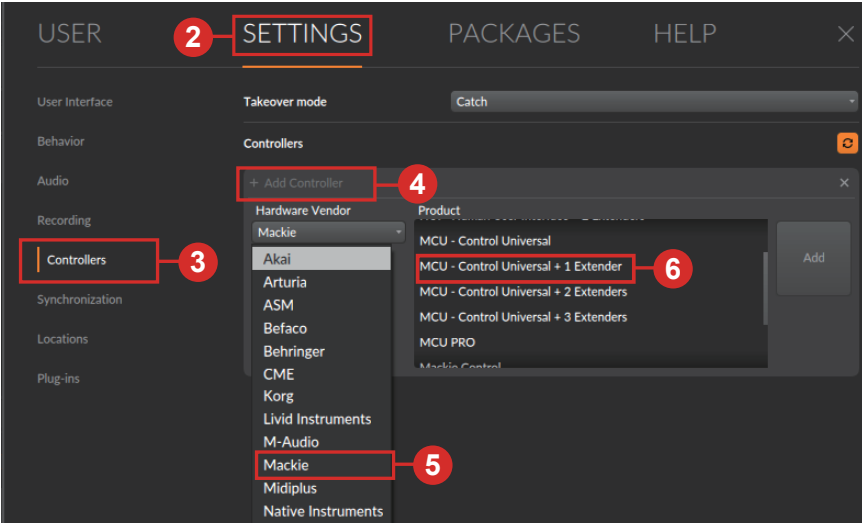 USER
2
SETTINGS
PACKAGES
HELP
User Interface
Behavior
Audio
Recording
3
Controllers
Synchronization
Locations
Plug-ins
Takeover mode
Catch
Controllers
+ Add Controller
4
Hardware Vendor
Mackie
Akai
Arturia
ASM
Befaco
Behringer
CME
Korg
Livid Instruments
M-Audio
Mackie
5
Midiplus
Native Instruments
Product
MCU - Control Universal
MCU - Control Universal + 1 Extender
6
MCU - Control Universal + 2 Extenders
MCU - Control Universal + 3 Extenders
MCU PRO
Mackie Control
Add